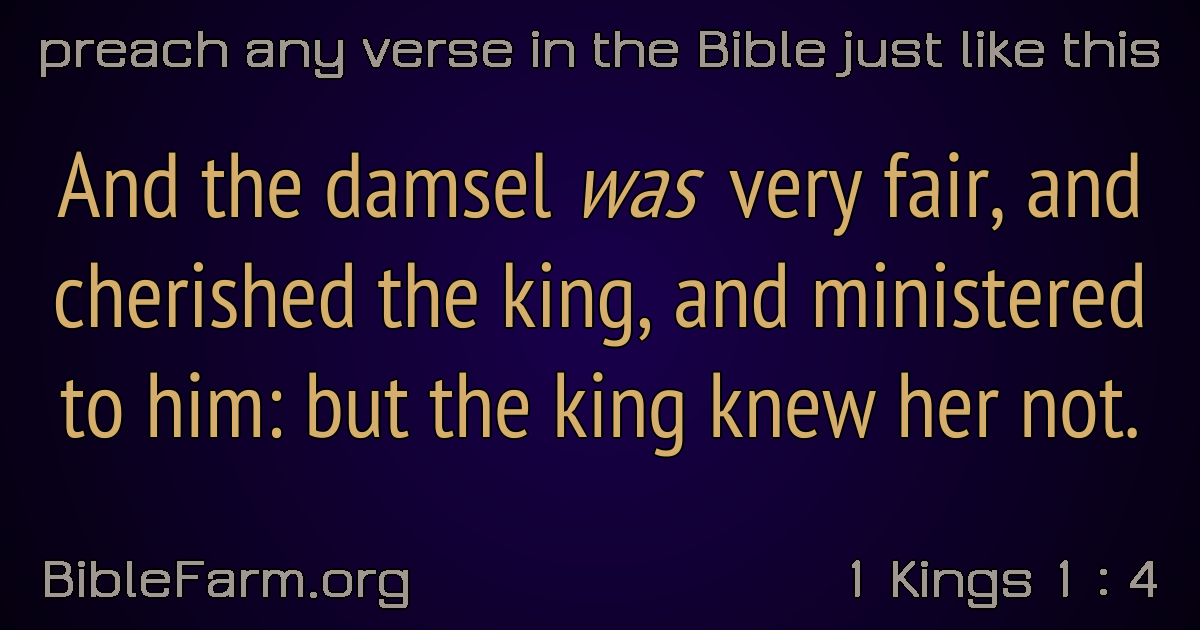 preach any verse in the Bible just like this
And the damsel was very fair, and
cherished the king, and ministered
to him: but the king knew her not.
BibleFarm.org
1 Kings 1 : 4